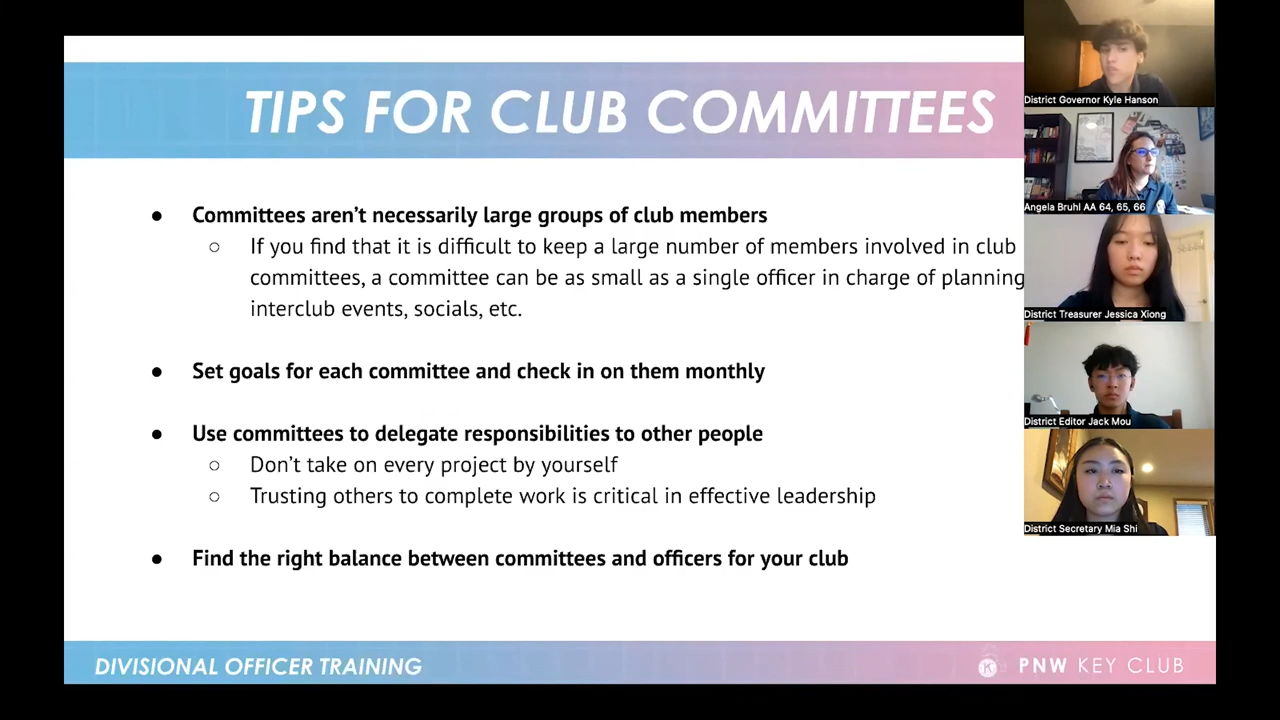 TIPS FOR CLUB COMMITTEES
● Committees aren't necessarily large groups of club members
○ If you find that it is difficult to keep a large number of members involved in club
committees, a committee can be as small as a single officer in charge of planning
interclub events, socials, etc.
● Set goals for each committee and check in on them monthly
● Use committees to delegate responsibilities to other people
○ Don't take on every project by yourself
○ Trusting others to complete work is critical in effective leadership
● Find the right balance between committees and officers for your club
DIVISIONAL OFFICER TRAINING
K PNW KEY CLUB
District Governor Kyle Hanson
Angela Bruhl AA 64, 65, 66
District Treasurer Jessica Xiong
District Editor Jack Mou
District Secretary Mia Shi